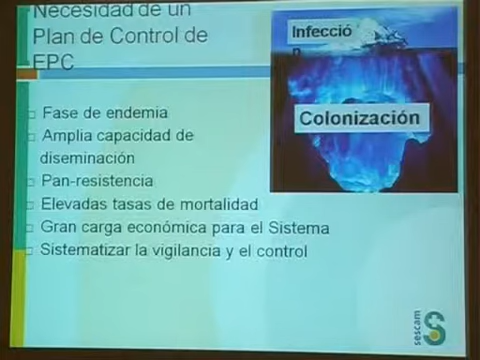 Necesidad de un
Plan de Control de
EPC
Infecció
n
Colonización
Fase de endemia
Amplia capacidad de
diseminación
Pan-resistencia
Elevadas tasas de mortalidad
Gran carga económica para el Sistema
Sistematizar la vigilancia y el control
sescam